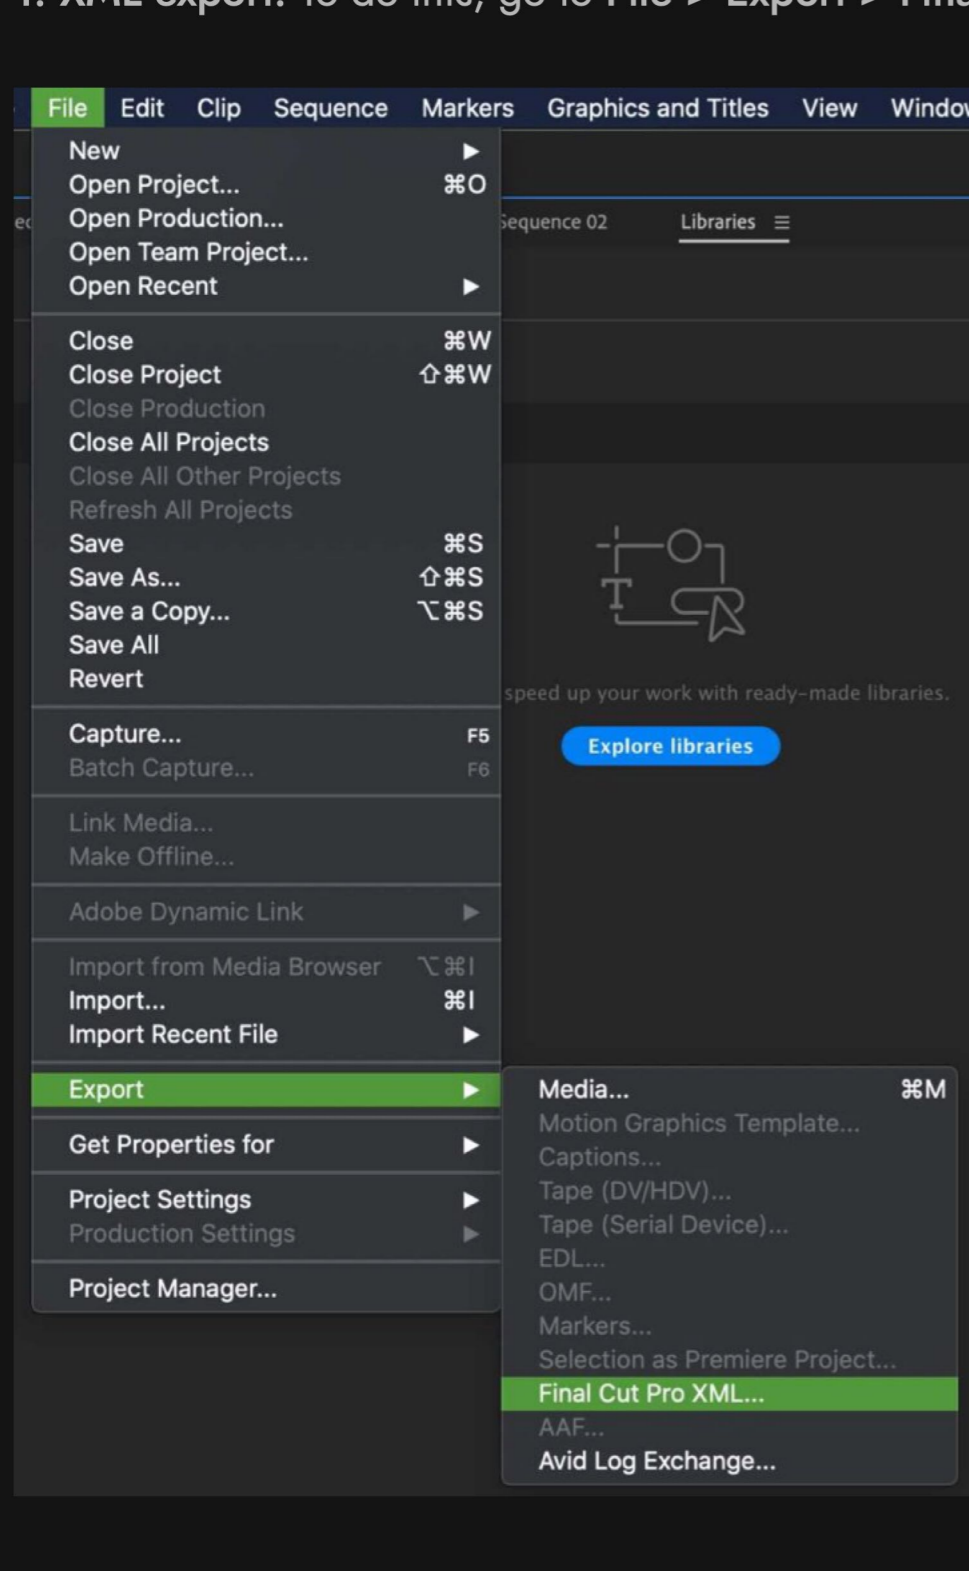 File Edit Clip Sequence Markers Graphics and Titles View
New
Open Project... ⌘O
Open Production...
Open Team Project...
Open Recent
Sequence 02 Libraries
Close ⌘W
Close Project ⇧⌘W
Close Production
Close All Projects
Close All Other Projects
Refresh All Projects
Save ⌘S
Save As... ⇧⌘S
Save a Copy... ⌥⌘S
Save All
Revert
speed up your work with ready-made libraries.
Explore libraries
Capture... F5
Batch Capture... F6
Link Media...
Make Offline...
Adobe Dynamic Link
Import from Media Browser ⌥⌘I
Import... ⌘I
Import Recent File
Export
Get Properties for
Project Settings
Production Settings
Project Manager...
Media... ⌘M
Motion Graphics Template...
Captions...
Tape (DV/HDV)...
Tape (Serial Device)...
EDL...
OMF...
Markers...
Selection as Premiere Project...
Final Cut Pro XML...
AAF...
Avid Log Exchange...